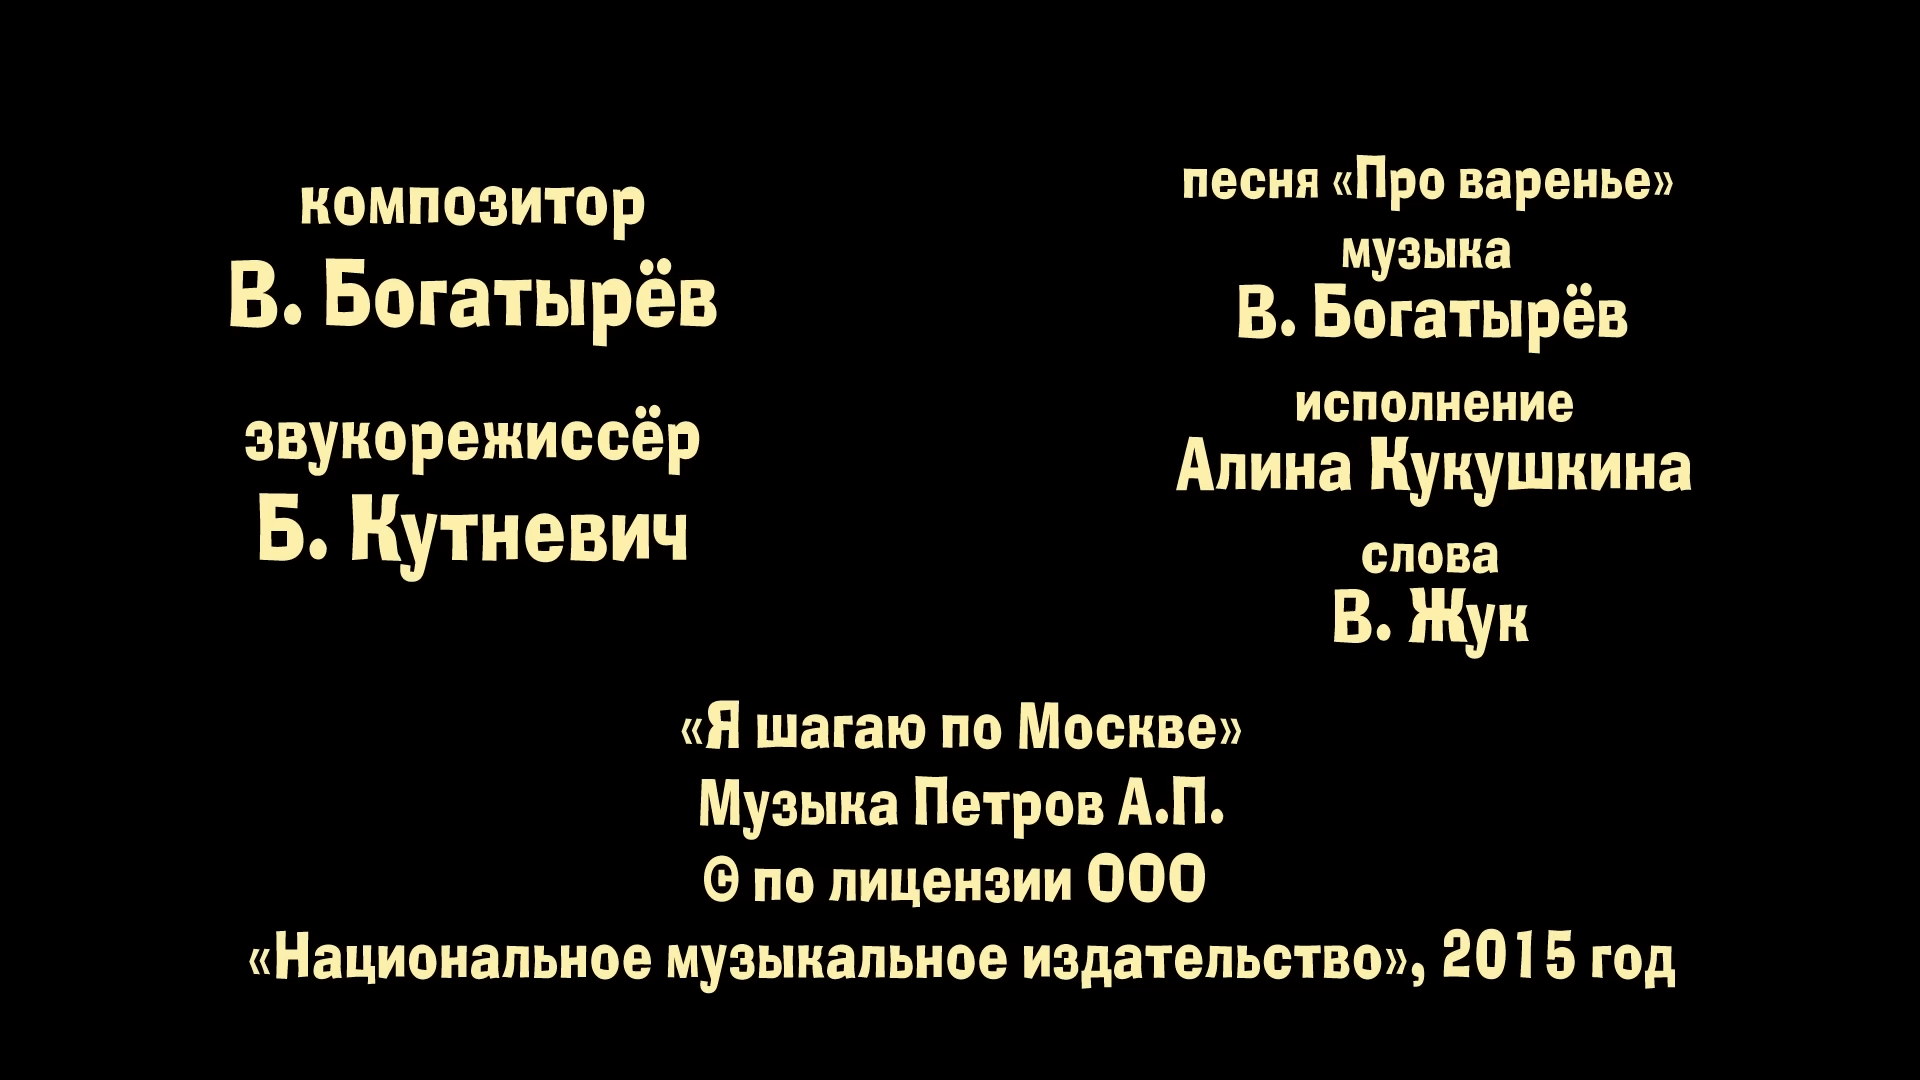 композитор
В. Богатырёв
звукорежиссёр
Б. Кутневич
песня «Про варенье»
музыка
В. Богатырёв
исполнение
Алина Кукушкина
слова
В. Жук
«Я шагаю по Москве»
Музыка Петров А.П.
© по лицензии ООО
«Национальное музыкальное издательство», 2015 год